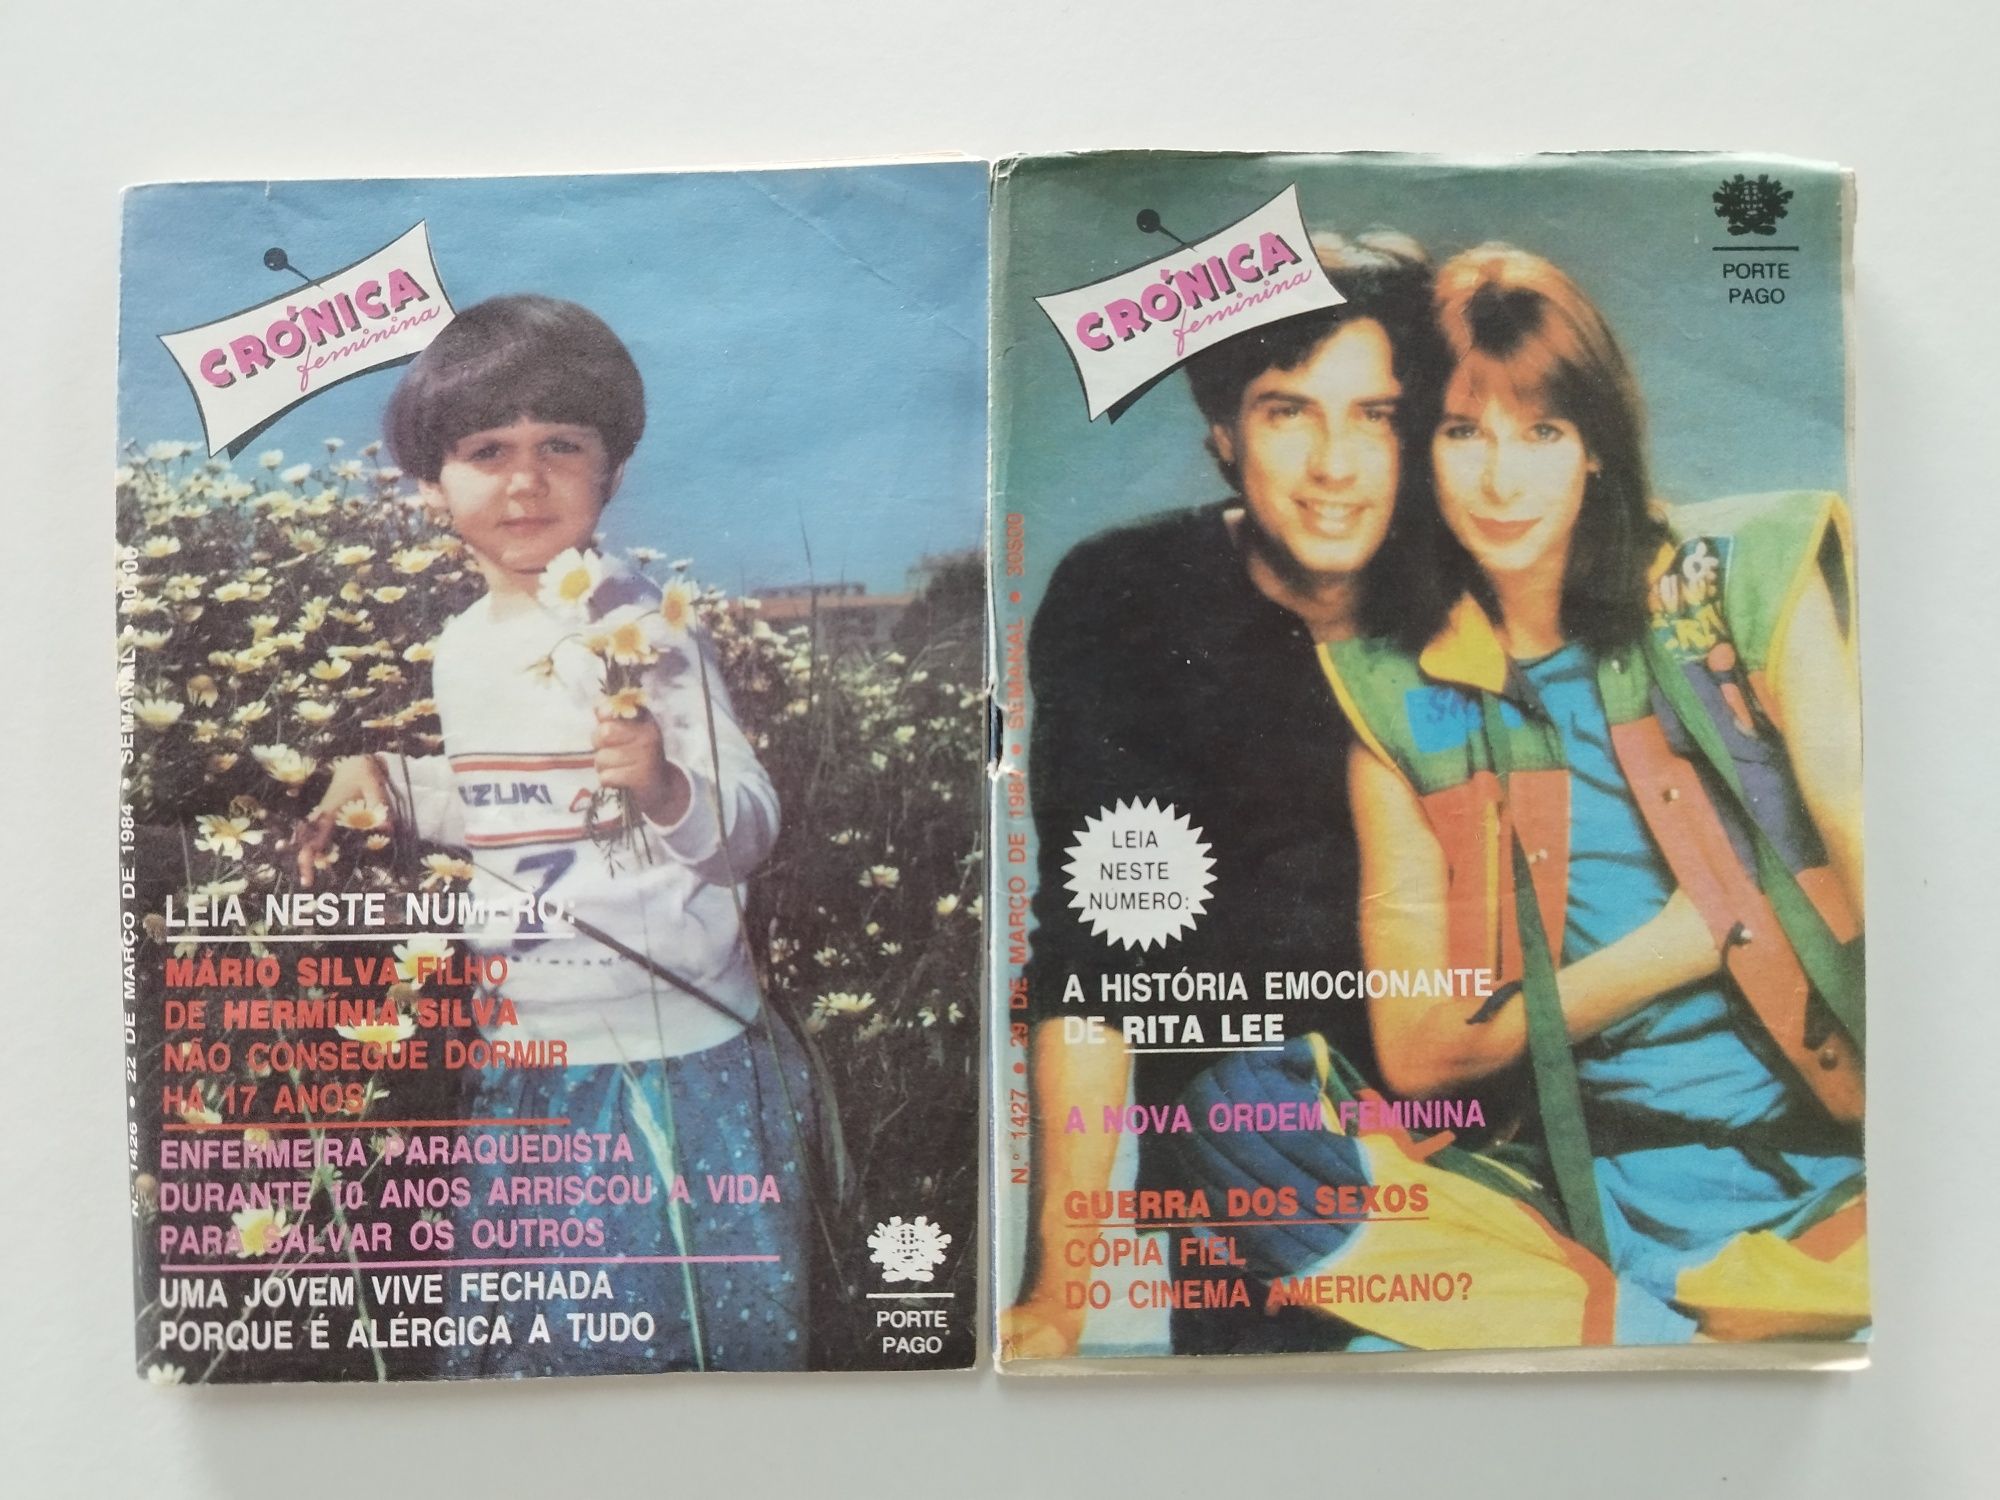 CRÓNICA
feminina
N.º 1426 • 22 DE MARÇO DE 1984 • SEMANAL • 30$00
UZUKI
7
LEIA NESTE NÚMERO:
MÁRIO SILVA FILHO
DE HERMÍNIA SILVA
NÃO CONSEGUE DORMIR
HÁ 17 ANOS
ENFERMEIRA PARAQUEDISTA
DURANTE 10 ANOS ARRISCOU A VIDA
PARA SALVAR OS OUTROS
UMA JOVEM VIVE FECHADA
PORQUE É ALÉRGICA A TUDO
PORTE
PAGO
CRÓNICA
feminina
PORTE
PAGO
N.º 1427 • 29 DE MARÇO DE 1984 • SEMANAL • 30$00
LEIA
NESTE
NÚMERO:
A HISTÓRIA EMOCIONANTE
DE RITA LEE
A NOVA ORDEM FEMININA
GUERRA DOS SEXOS
CÓPIA FIEL
DO CINEMA AMERICANO?